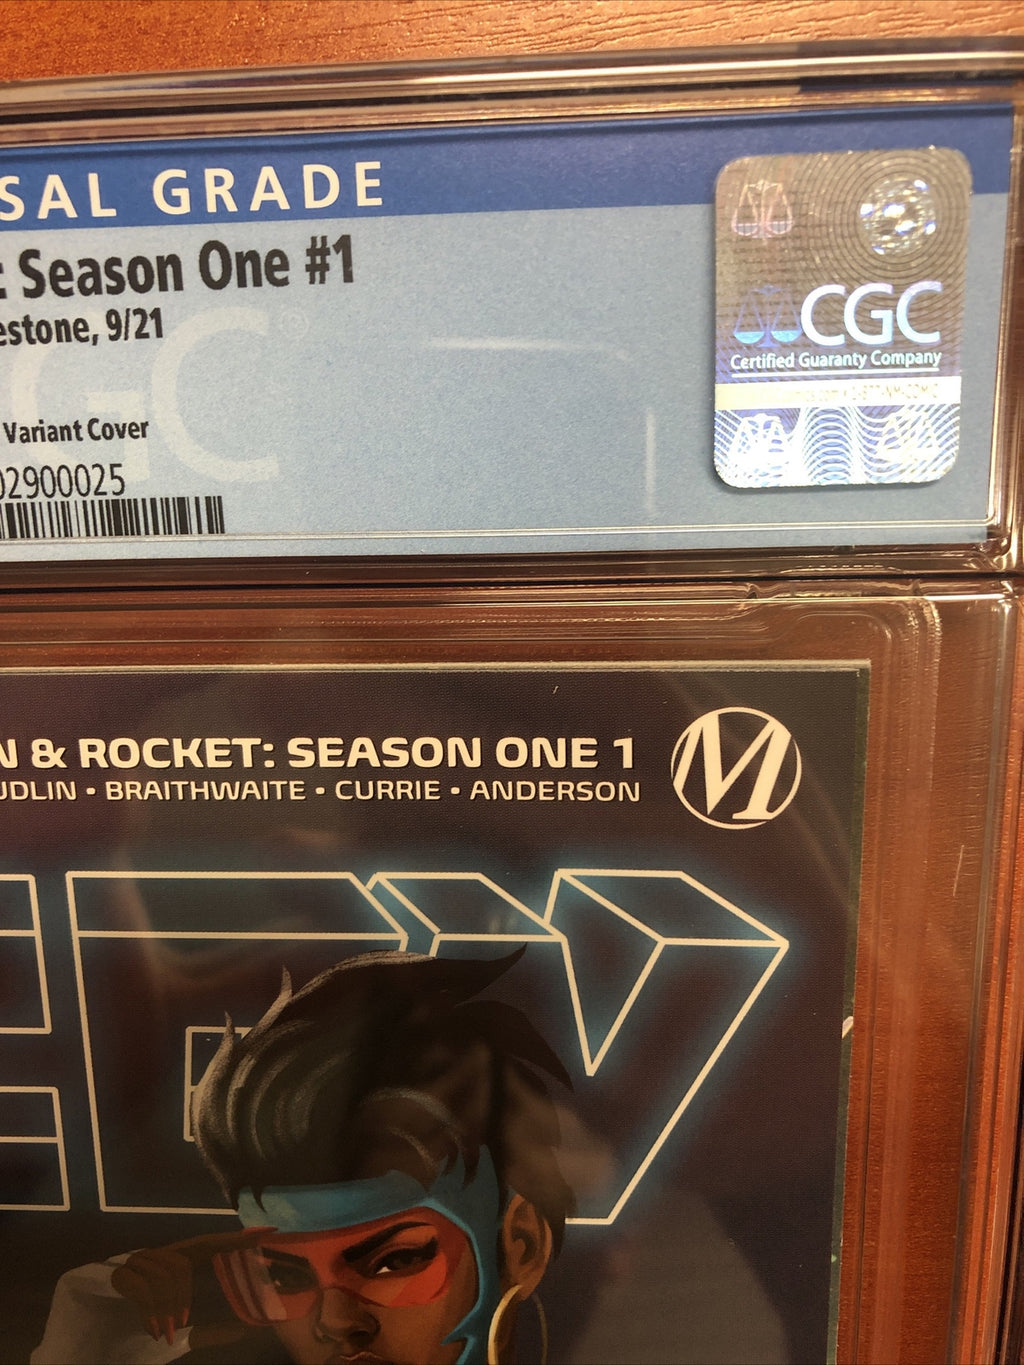 SAL GRADE
: Season One #1
estone, 9/21
Variant Cover
02900025
CGC
Certified Guaranty Company
N & ROCKET: SEASON ONE 1
UDLIN • BRAITHWAITE • CURRIE • ANDERSON
M